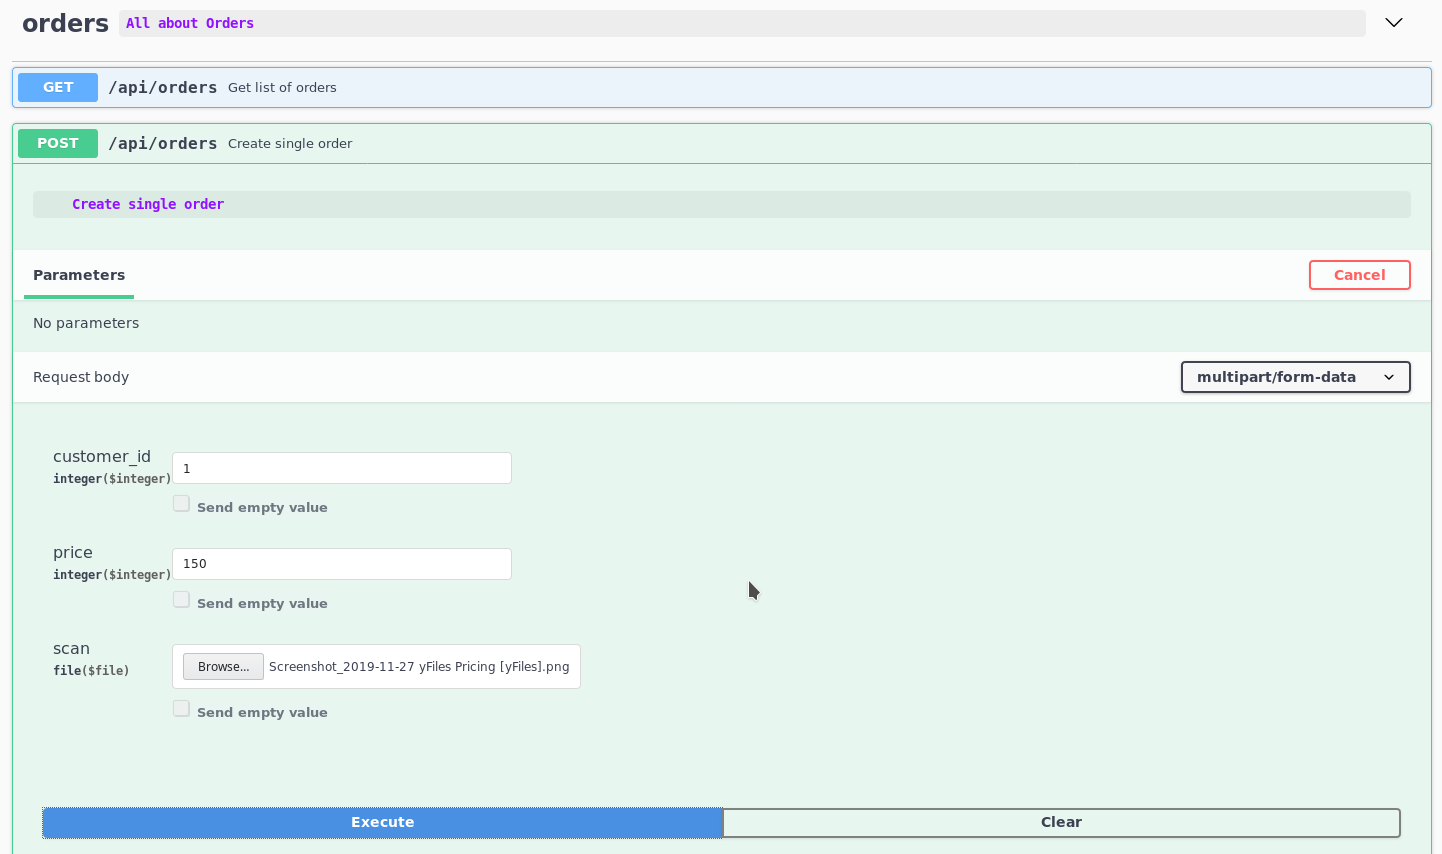 orders All about Orders
GET /api/orders Get list of orders
POST /api/orders Create single order
Create single order
Parameters Cancel
No parameters
Request body multipart/form-data
customer_id
integer($integer) 1
Send empty value
price
integer($integer) 150
Send empty value
scan
file($file) Browse... Screenshot_2019-11-27 yFiles Pricing [yFiles].png
Send empty value
Execute Clear